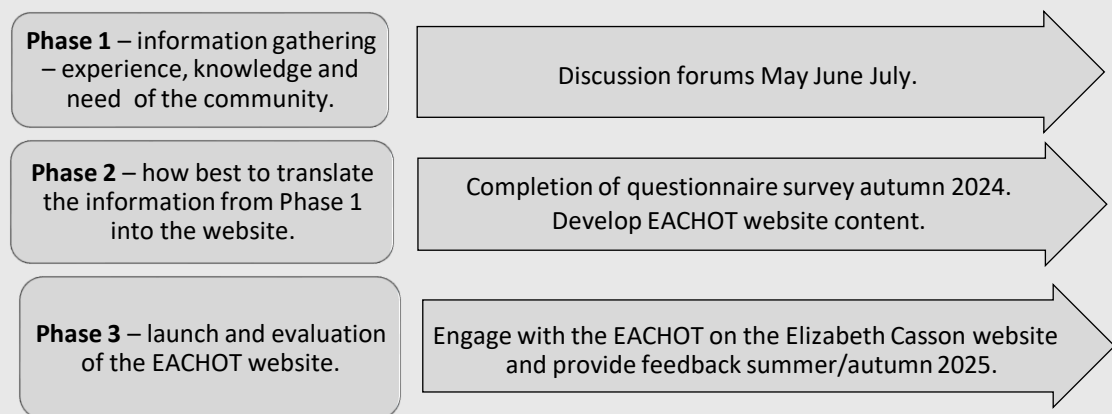 Phase 1 – information gathering
– experience, knowledge and
need of the community.
Discussion forums May June July.
Phase 2 – how best to translate
the information from Phase 1
into the website.
Completion of questionnaire survey autumn 2024.
Develop EACHOT website content.
Phase 3 – launch and evaluation
of the EACHOT website.
Engage with the EACHOT on the Elizabeth Casson website
and provide feedback summer/autumn 2025.